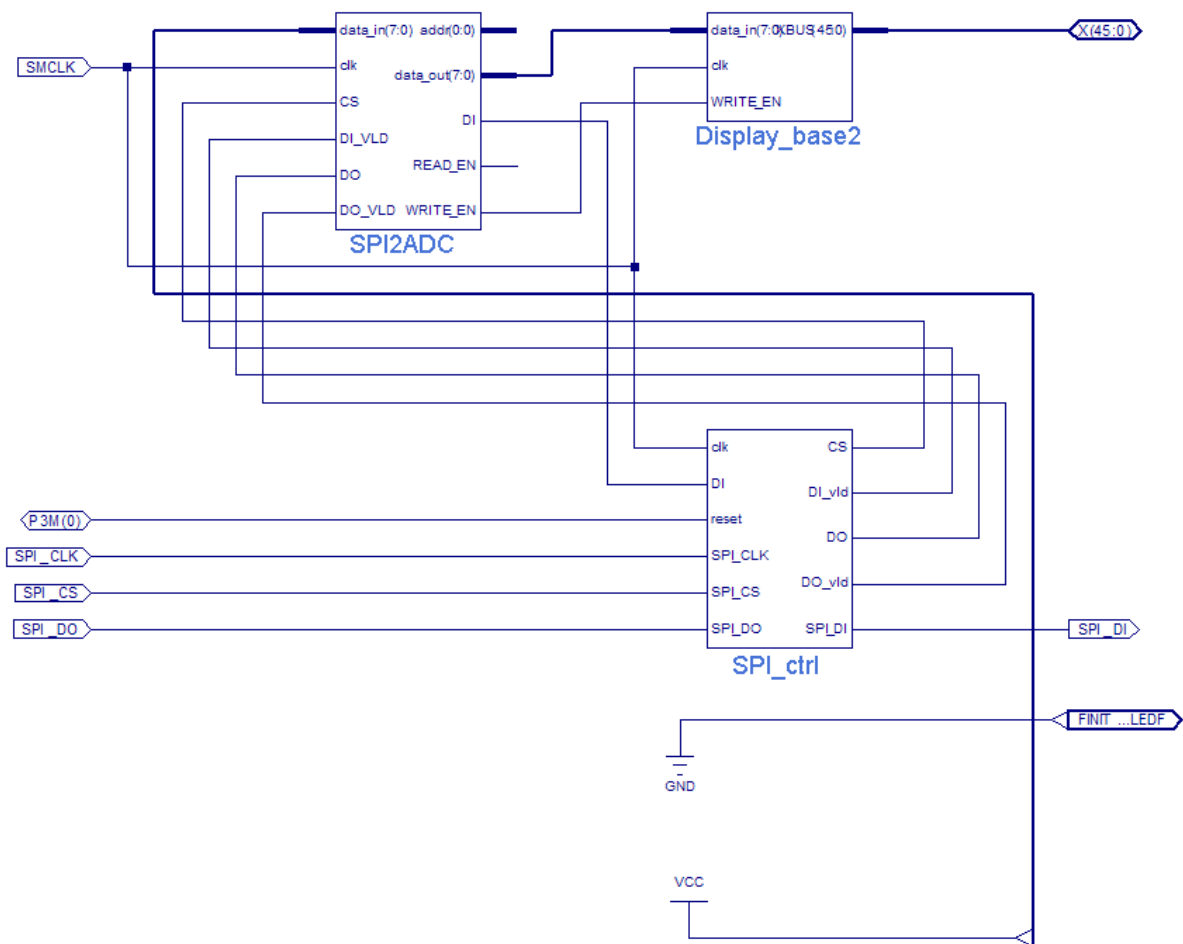 data_in(7:0) addr(0:0)
data_in(7:0) XBUS(45:0)
X(45:0)
SMCLK
clk
data_out(7:0)
clk
CS
WRITE_EN
DI
Display_base2
DI_VLD
READ_EN
DO
DO_VLD WRITE_EN
SPI2ADC
clk
CS
DI
DI_vld
P3M(0)
reset
DO
SPI_CLK
SPI_CLK
DO_vld
SPI_CS
SPI_CS
SPI_DO
SPI_DO
SPI_DI
SPI_DI
SPI_ctrl
FINIT ...LEDF
GND
VCC